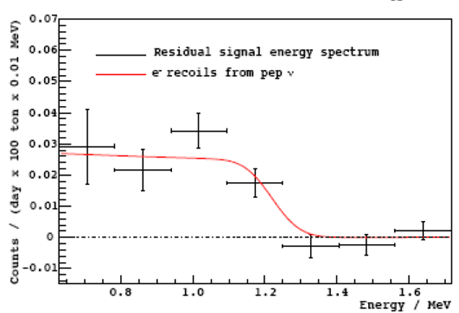 Counts / (day x 100 ton x 0.01 MeV)
0.07
0.06
0.05
0.04
0.03
0.02
0.01
0
-0.01
Residual signal energy spectrum
e⁻ recoils from pep ν
0.8 1.0 1.2 1.4 1.6
Energy / MeV